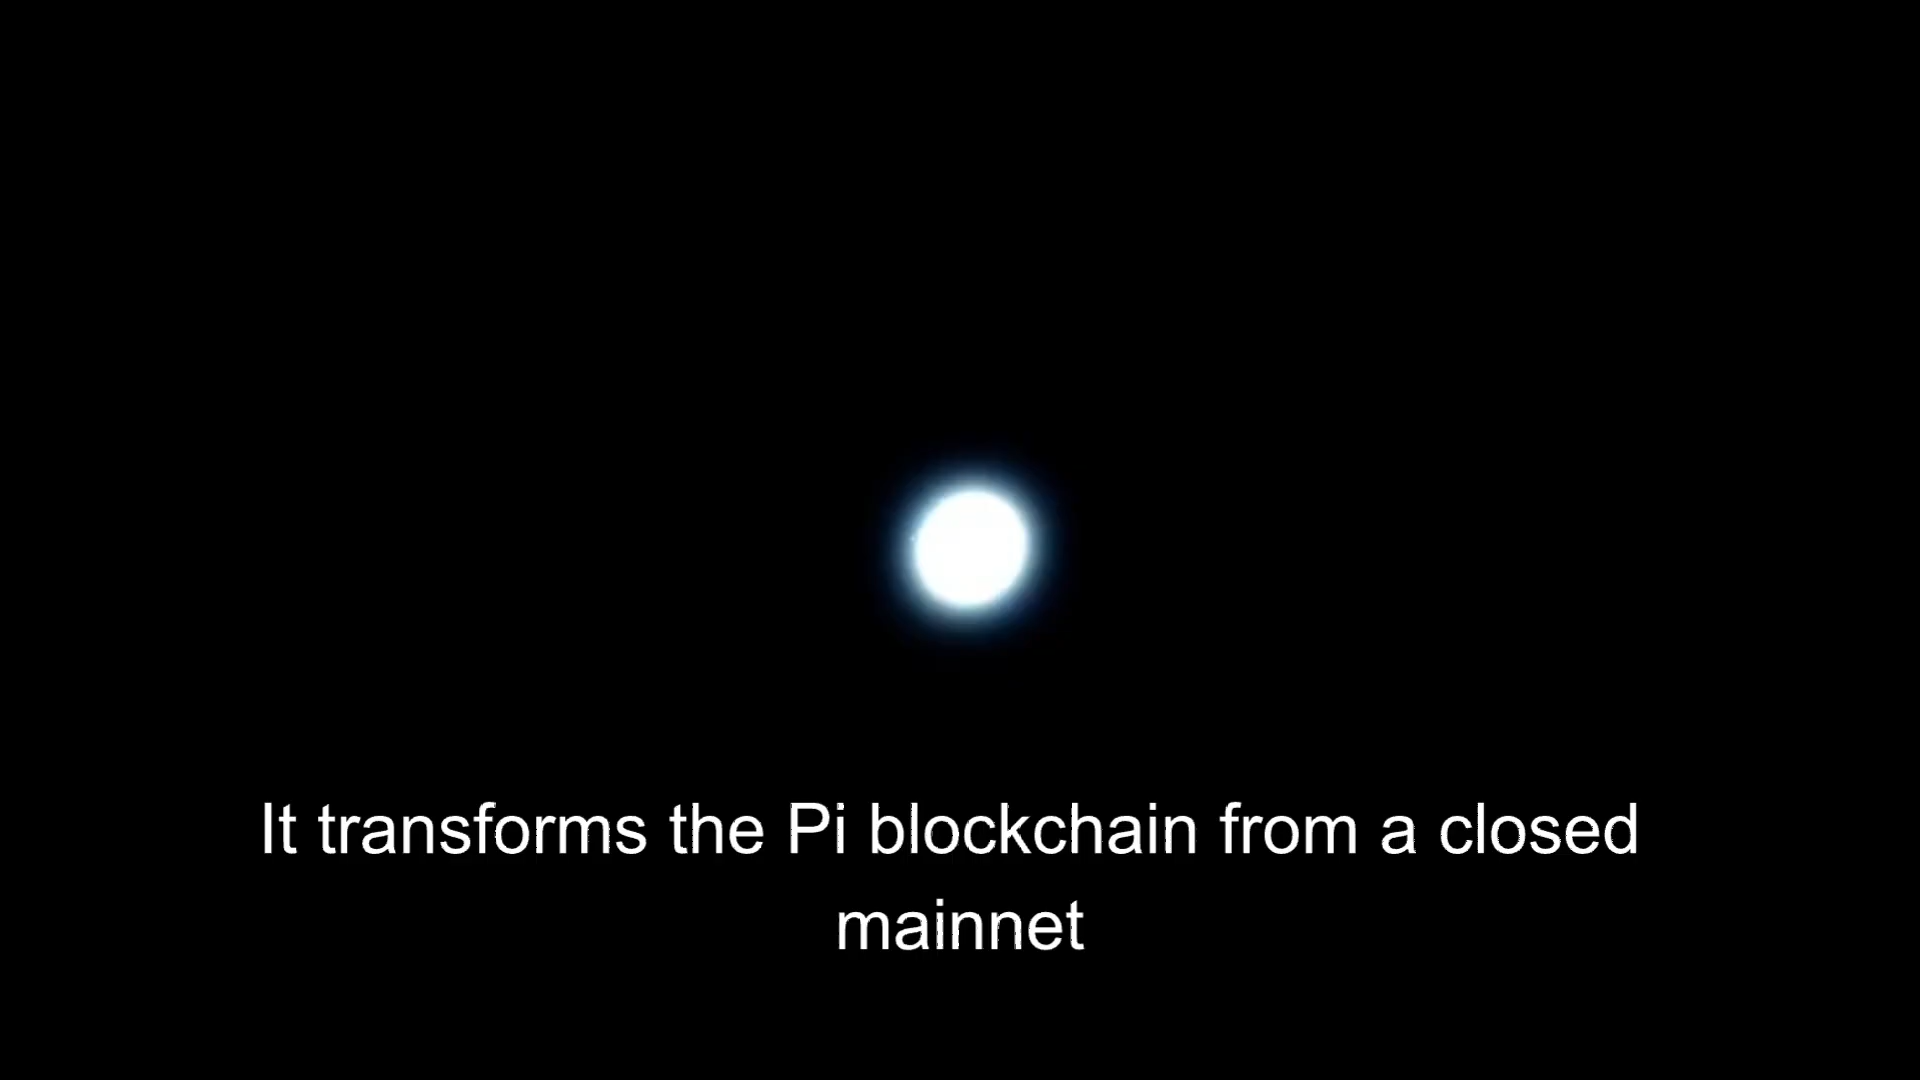 It transforms the Pi blockchain from a closed
mainnet